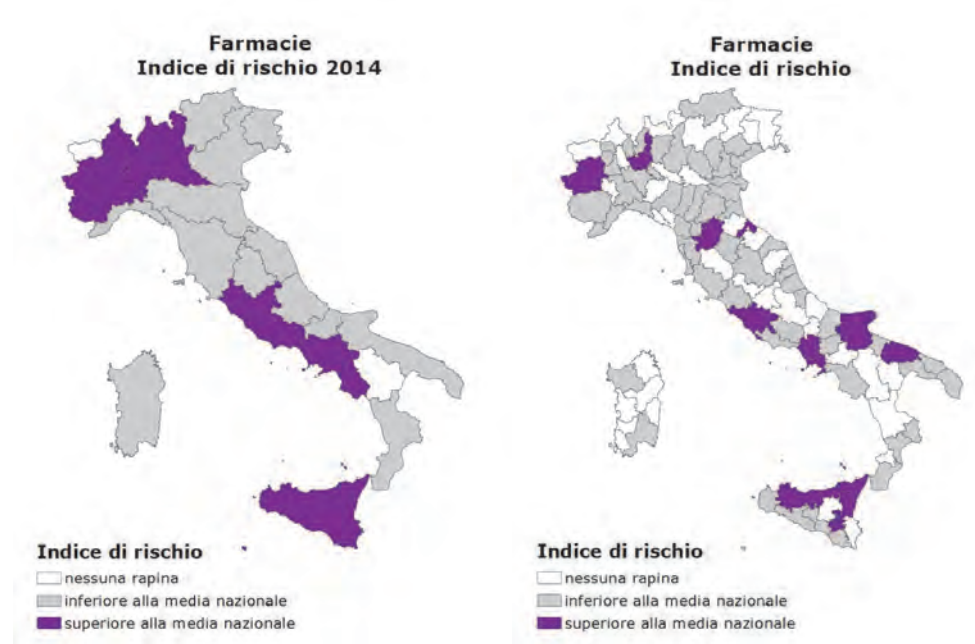 Farmacie
Indice di rischio 2014
Indice di rischio
nessuna rapina
inferiore alla media nazionale
superiore alla media nazionale
Farmacie
Indice di rischio
Indice di rischio
nessuna rapina
inferiore alla media nazionale
superiore alla media nazionale